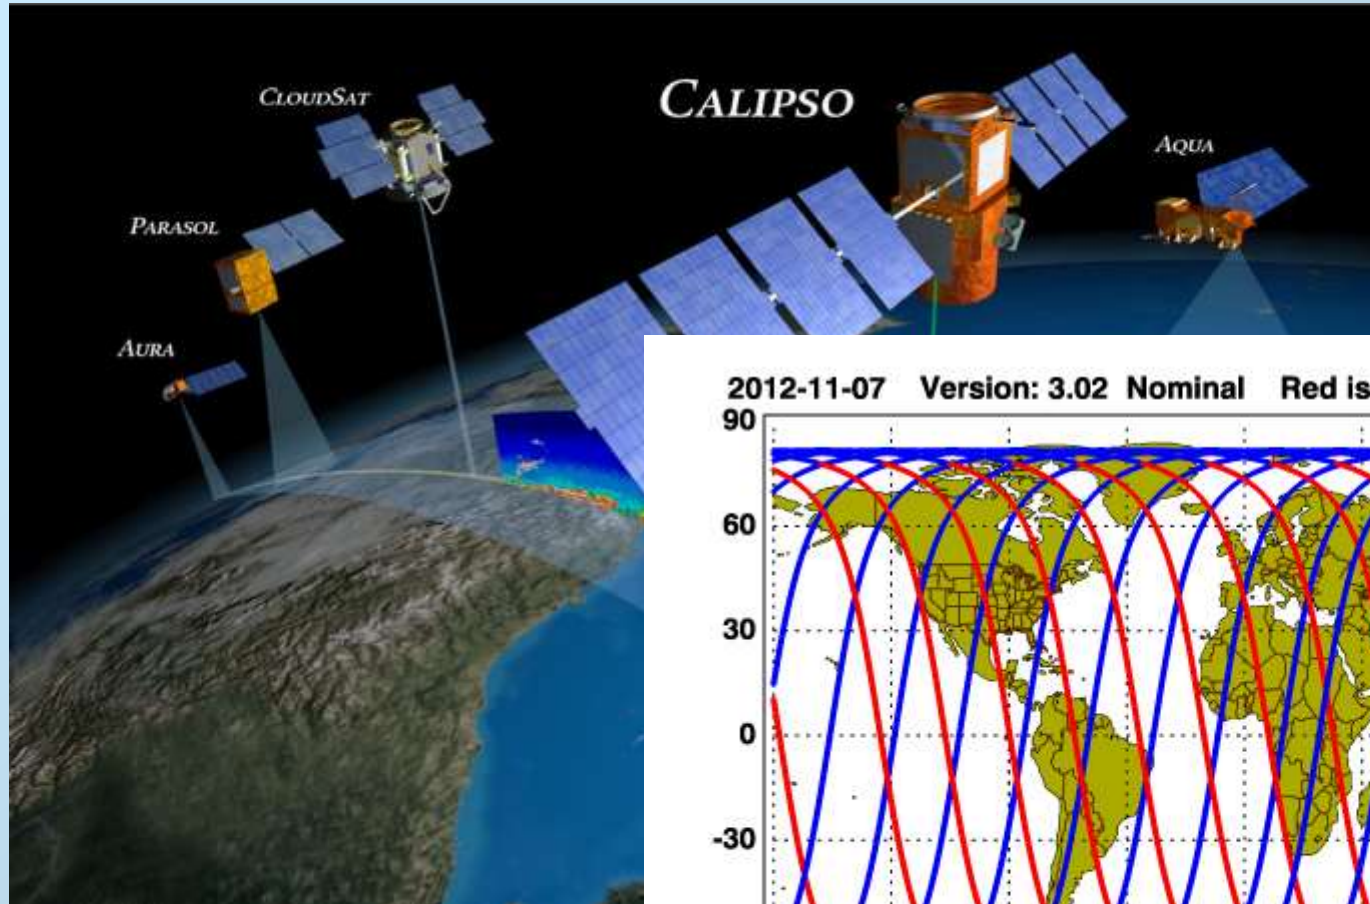 CLOUDSAT
CALIPSO
AQUA
PARASOL
AURA
2012-11-07 Version: 3.02 Nominal Red is
90
60
30
0
-30